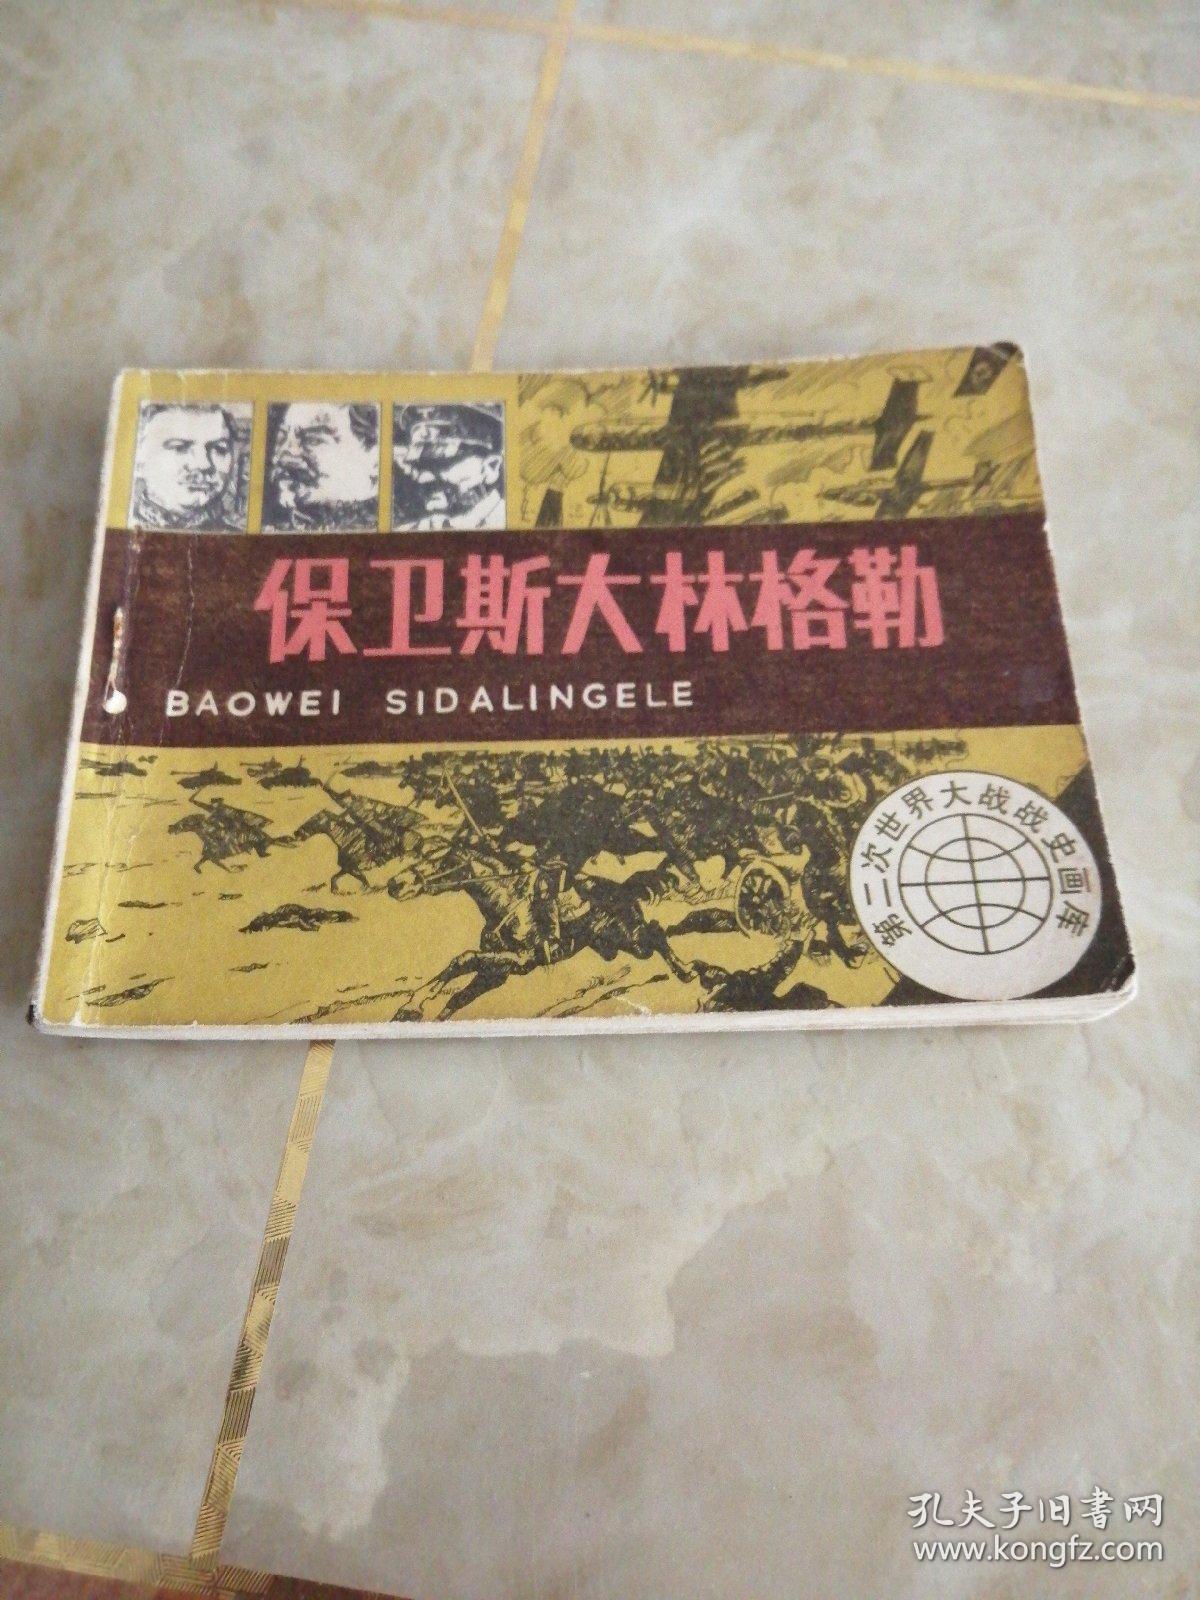 保卫斯大林格勒
BAOWEI SIDALINGELE
第二次世界大战战史画库
孔夫子旧书网
www.kongfz.com